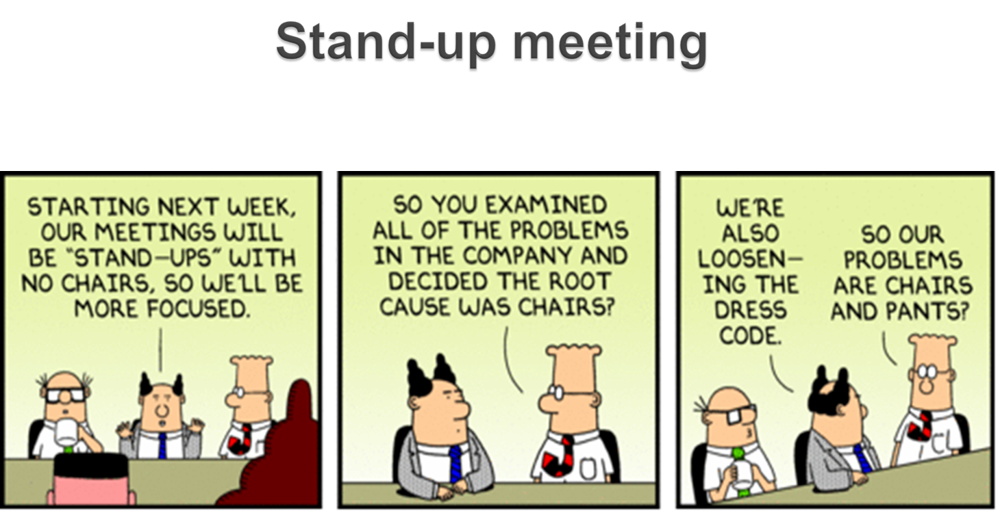 Stand-up meeting
STARTING NEXT WEEK,
OUR MEETINGS WILL
BE "STAND-UPS" WITH
NO CHAIRS, SO WE'LL BE
MORE FOCUSED.
SO YOU EXAMINED
ALL OF THE PROBLEMS
IN THE COMPANY AND
DECIDED THE ROOT
CAUSE WAS CHAIRS?
WE'RE
ALSO
LOOSEN-
ING THE
DRESS
CODE.
SO OUR
PROBLEMS
ARE CHAIRS
AND PANTS?